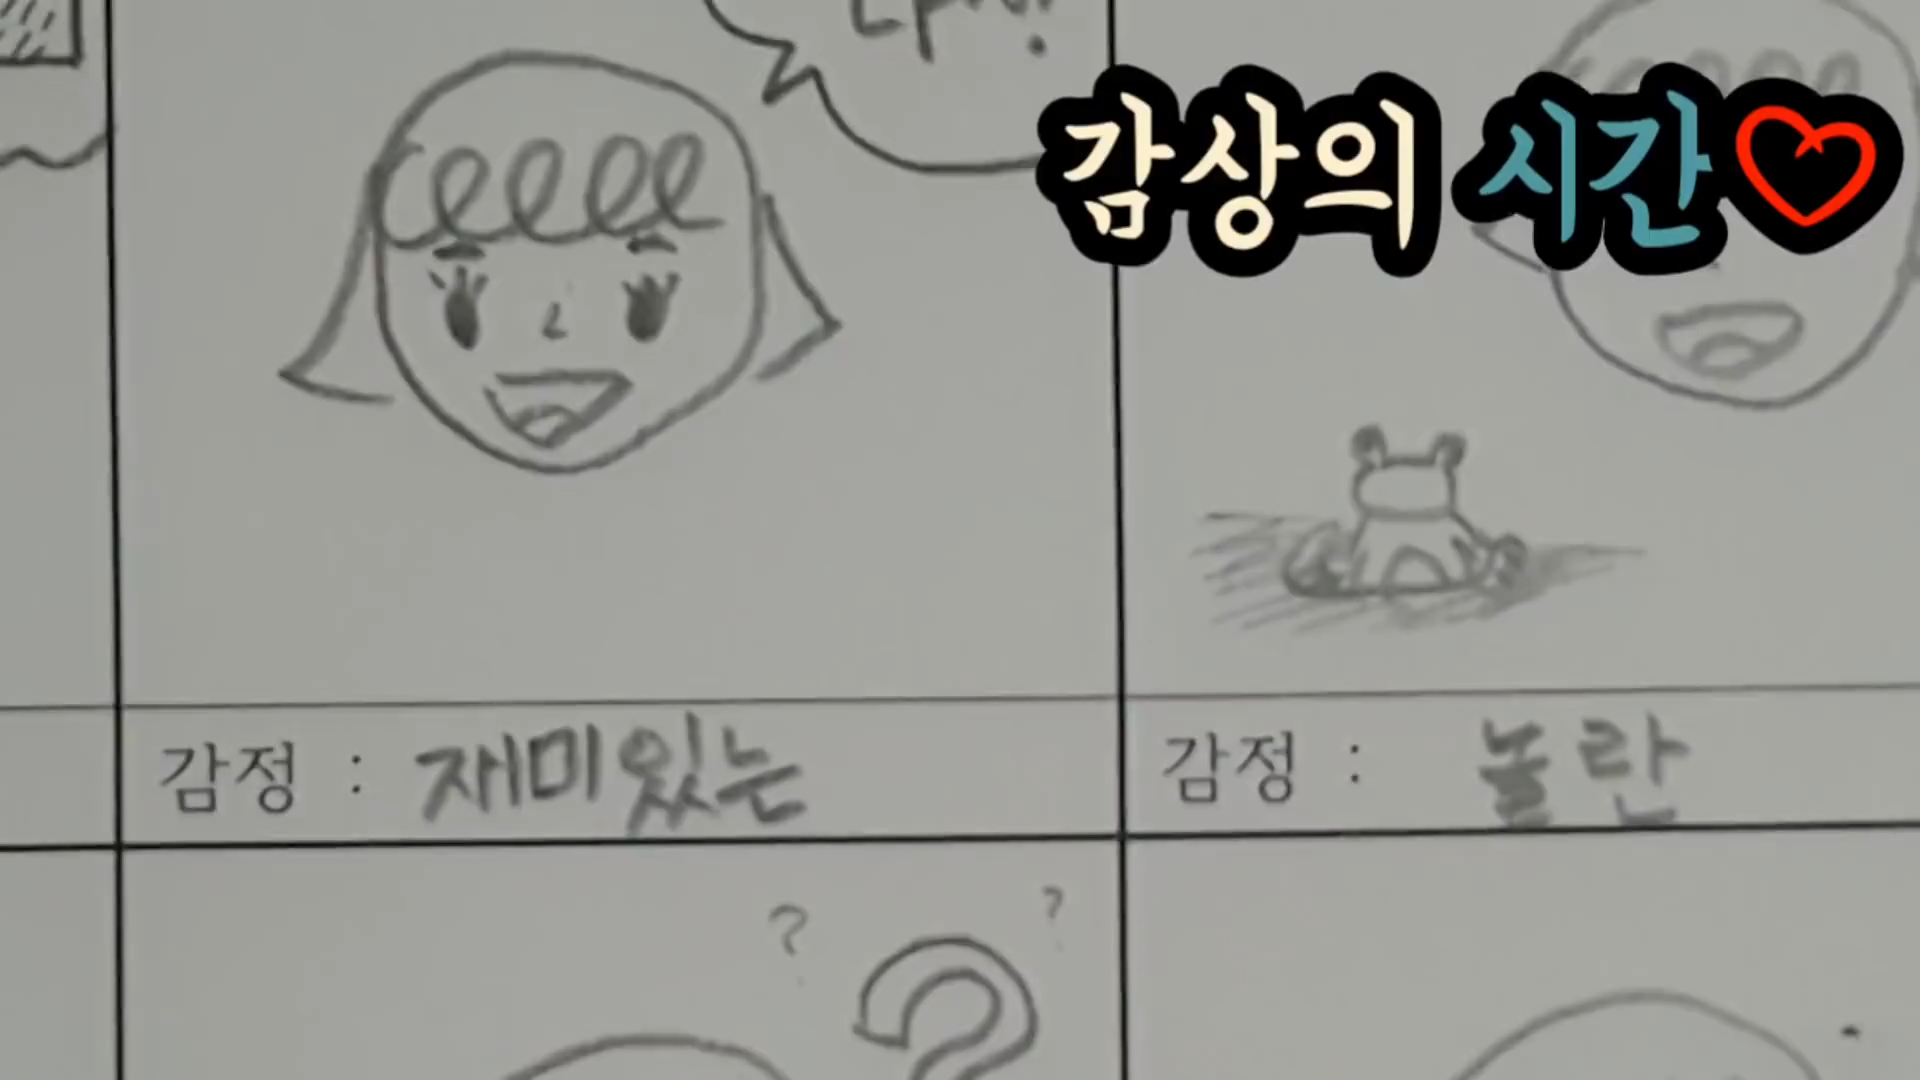 감상의 시간♡
감정 : 재미있는
감정 : 놀란
? ?
?